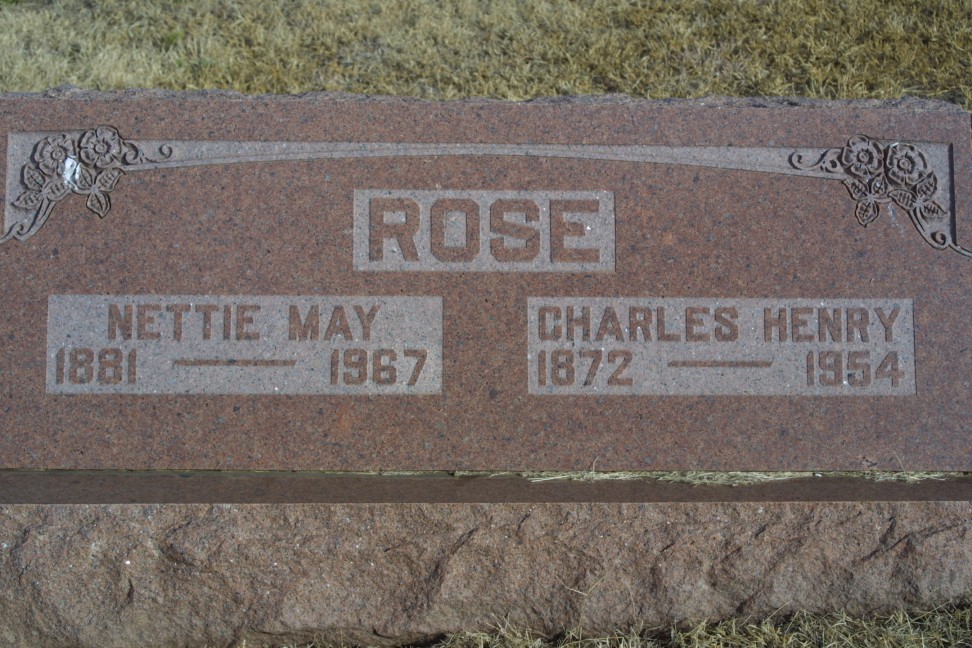 ROSE
NETTIE MAY
1881 — 1967
CHARLES HENRY
1872 — 1954